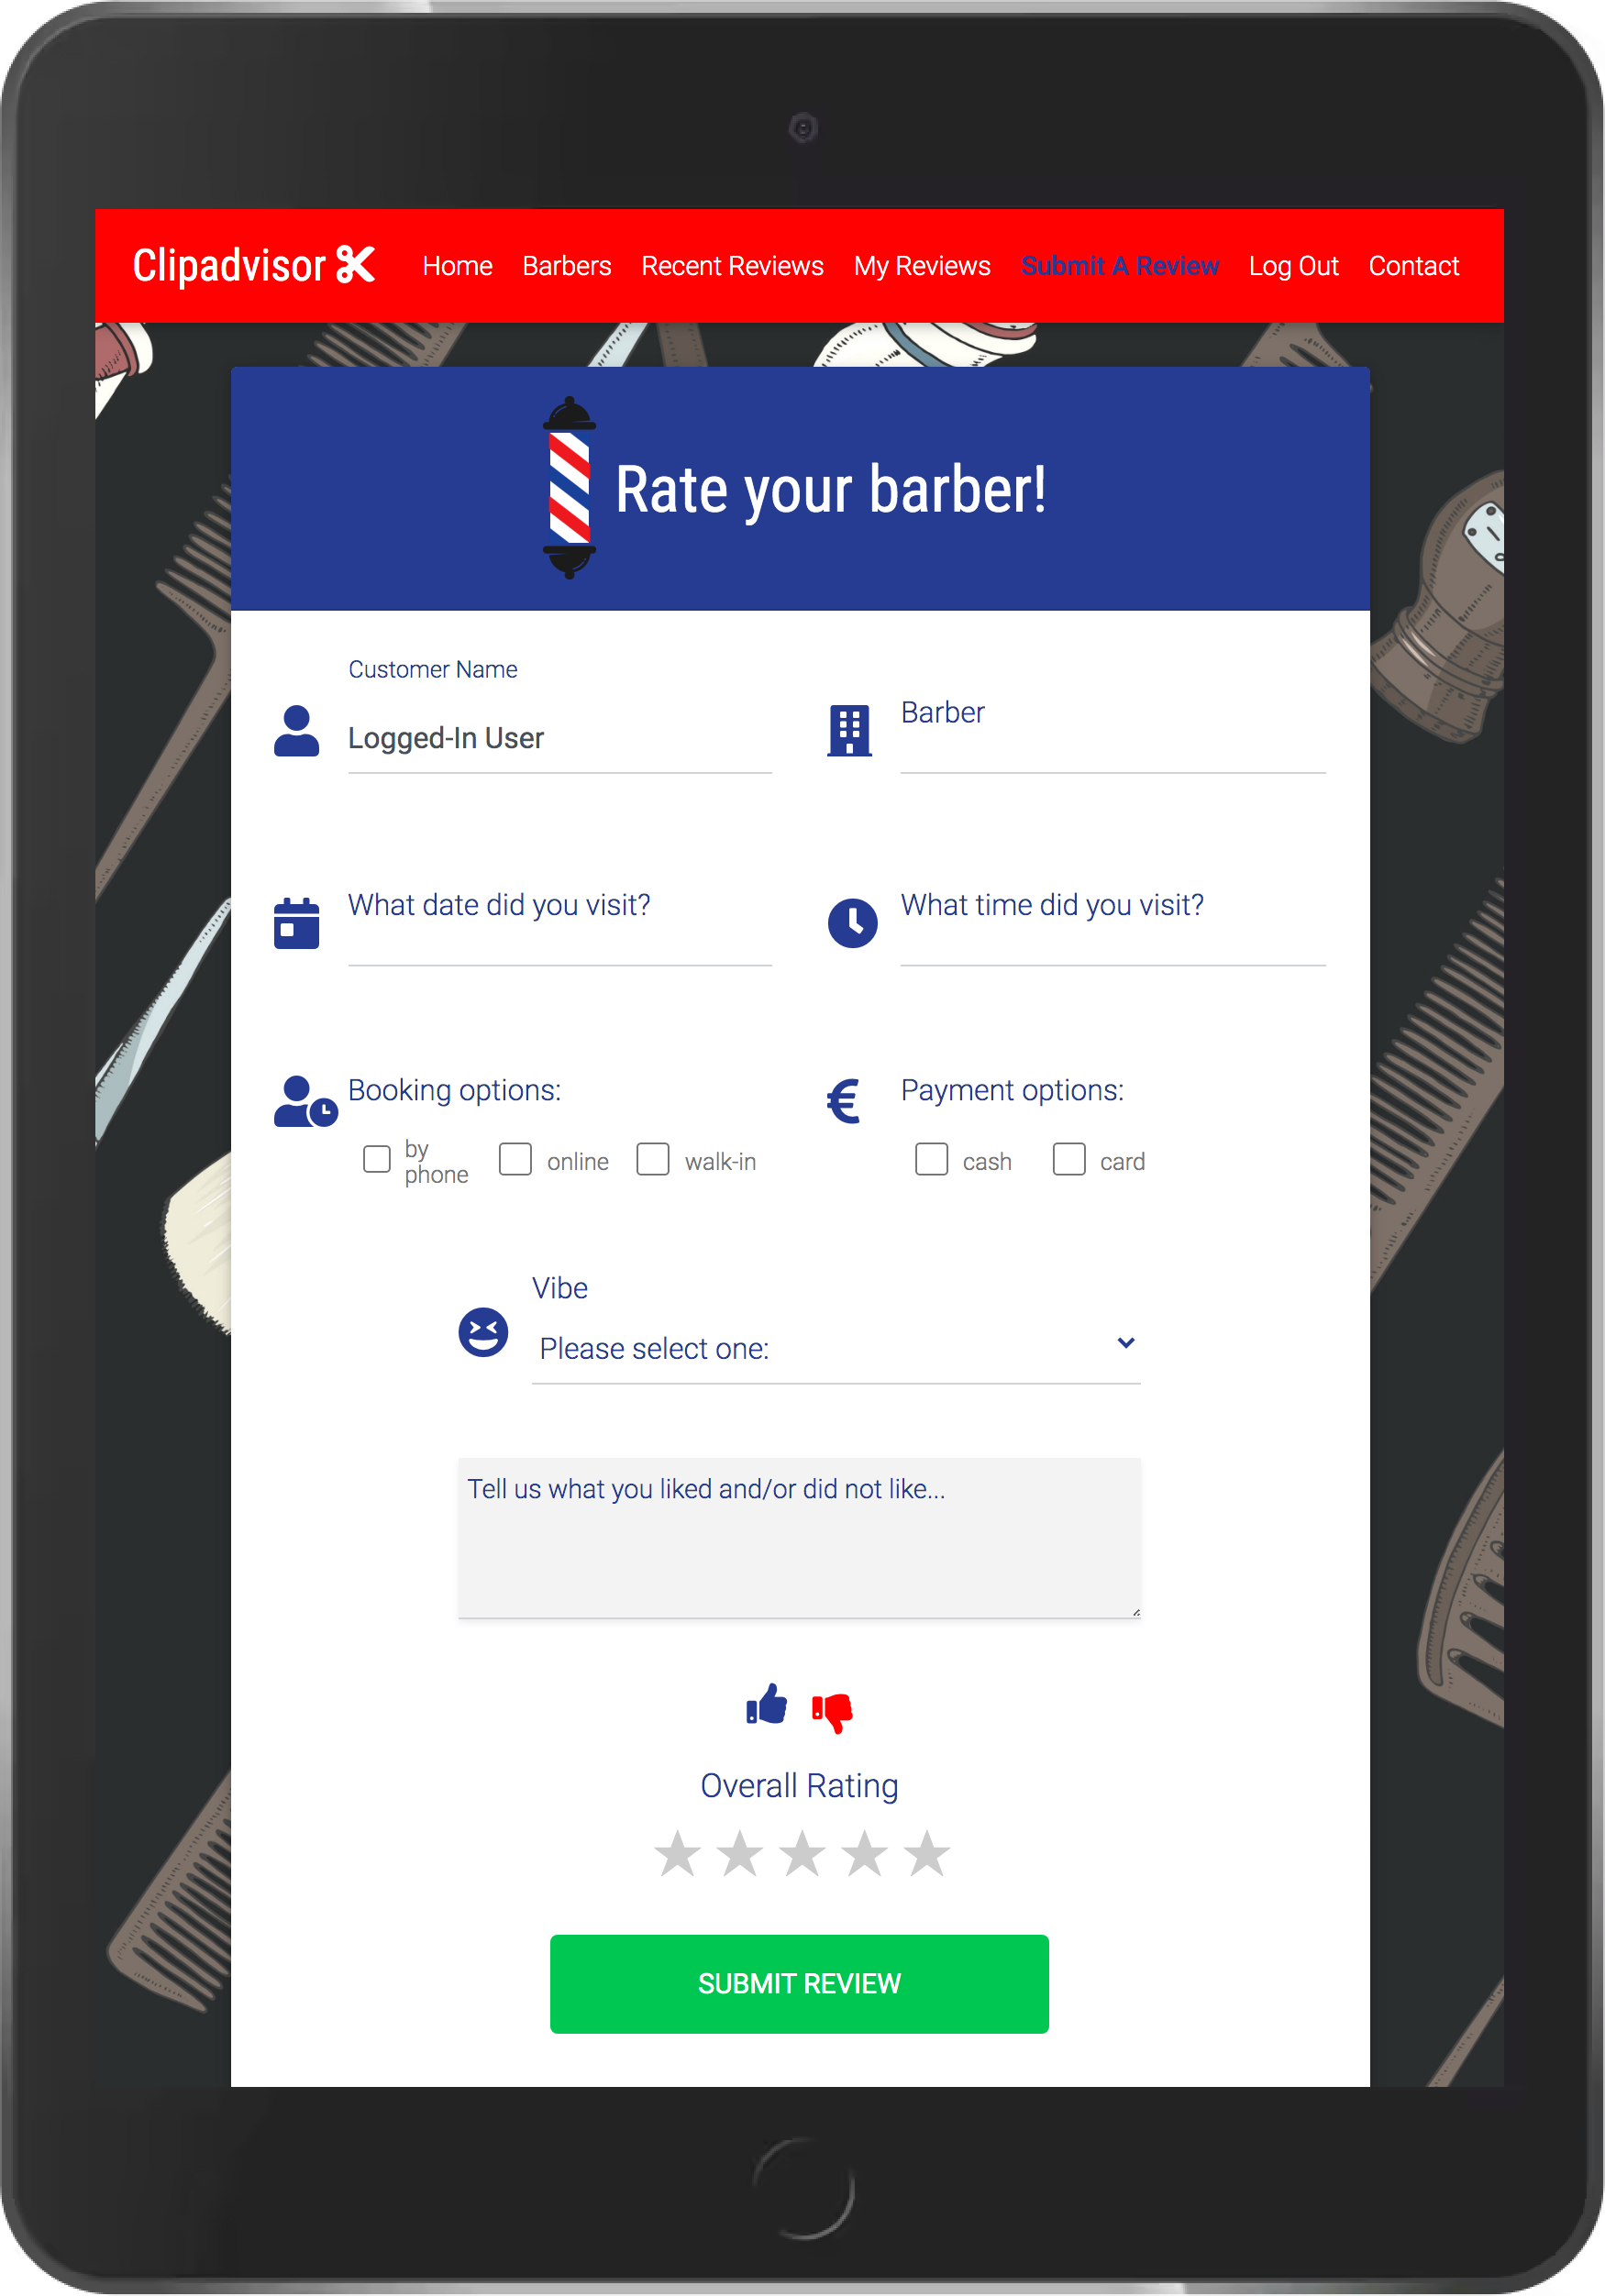 Clipadvisor Home Barbers Recent Reviews My Reviews Submit A Review Log Out Contact
Rate your barber!
Customer Name
Logged-In User
Barber
What date did you visit?
What time did you visit?
Booking options:
by phone
online
walk-in
Payment options:
cash
card
Vibe
Please select one:
Tell us what you liked and/or did not like...
Overall Rating
SUBMIT REVIEW